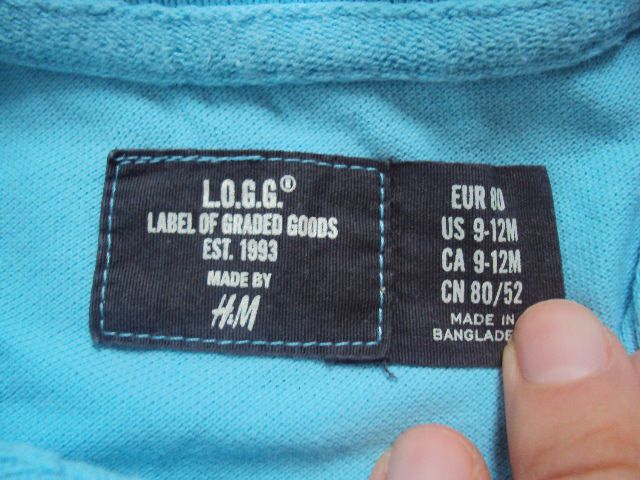 L.O.G.G.®
LABEL OF GRADED GOODS
EST. 1993
MADE BY
H&M
EUR 80
US 9-12M
CA 9-12M
CN 80/52
MADE IN
BANGLADE